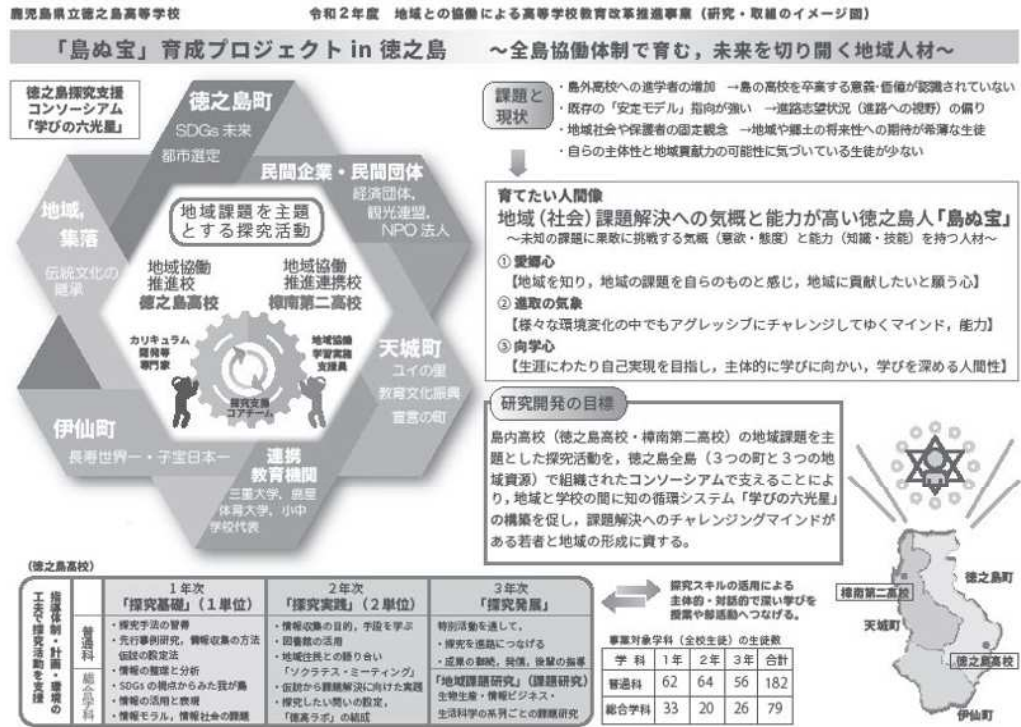 鹿児島県立徳之島高等学校
令和2年度 地域との協働による高等学校教育改革推進事業（研究・取組のイメージ図）
「島ぬ宝」育成プロジェクト in 徳之島 ～全島協働体制で育む，未来を切り開く地域人材～
徳之島探究支援
コンソーシアム
「学びの六光星」
徳之島町
SDGs 未来
都市選定
民間企業・民間団体
経済団体，
観光連盟，
NPO 法人
地域，
集落
伝統文化の
継承
地域課題を主題
とする探究活動
地域協働
推進校
徳之島高校
地域協働
推進連携校
樟南第二高校
カリキュラム
開発等
専門家
地域協働
学習実施
支援員
探究支援
コアチーム
天城町
ユイの里
教育文化振興
宣言の町
伊仙町
長寿世界一・子宝日本一
連携
教育機関
三重大学，鹿屋
体育大学，小中
学校代表
課題と
現状
・島外高校への進学者の増加 →島の高校を卒業する意義・価値が認識されていない
・既存の「安定モデル」指向が強い →進路志望状況（進路への視野）の偏り
・地域社会や保護者の固定観念 →地域や郷土の将来性への期待が希薄な生徒
・自らの主体性と地域貢献力の可能性に気づいている生徒が少ない
育てたい人間像
地域（社会）課題解決への気概と能力が高い徳之島人「島ぬ宝」
～未知の課題に果敢に挑戦する気概（意欲・態度）と能力（知識・技能）を持つ人材～
① 愛郷心
【地域を知り，地域の課題を自らのものと感じ，地域に貢献したいと願う心】
② 進取の気象
【様々な環境変化の中でもアグレッシブにチャレンジしてゆくマインド，能力】
③ 向学心
【生涯にわたり自己実現を目指し，主体的に学びに向かい，学びを深める人間性】
研究開発の目標
島内高校（徳之島高校・樟南第二高校）の地域課題を主
題とした探究活動を，徳之島全島（３つの町と３つの地
域資源）で組織されたコンソーシアムで支えることによ
り，地域と学校の間に知の循環システム「学びの六光星」
の構築を促し，課題解決へのチャレンジングマインドが
ある若者と地域の形成に資する。
徳之島町
樟南第二高校
天城町
徳之島高校
伊仙町
（徳之島高校）
指導体制・計画・環境の
工夫で探究活動を支援
普通科
総合学科
1年次
「探究基礎」（1単位）
・探究手法の習得
・先行事例研究，情報収集の方法
仮説の設定法
・情報の整理と分析
・SDGsの視点からみた我が島
・情報の活用と表現
・情報モラル，情報社会の課題
2年次
「探究実践」（2単位）
・情報収集の目的，手段を学ぶ
・図書館の活用
・地域住民との語り合い
「ソクラテス・ミーティング」
・仮説から課題解決に向けた実践
・探究したい問いの設定，
「徳高ラボ」の結成
3年次
「探究発展」
特別活動を通して，
・探究を進路につなげる
・成果の継続，発信，後輩の指導
「地域課題研究」（課題研究）
生物生産・情報ビジネス・
生活科学の系列ごとの課題研究
探究スキルの活用による
主体的・対話的で深い学びを
授業や部活動へつなげる。
事業対象学科（全校生徒）の生徒数
学 科 1年 2年 3年 合計
普通科 62 64 56 182
総合学科 33 20 26 79